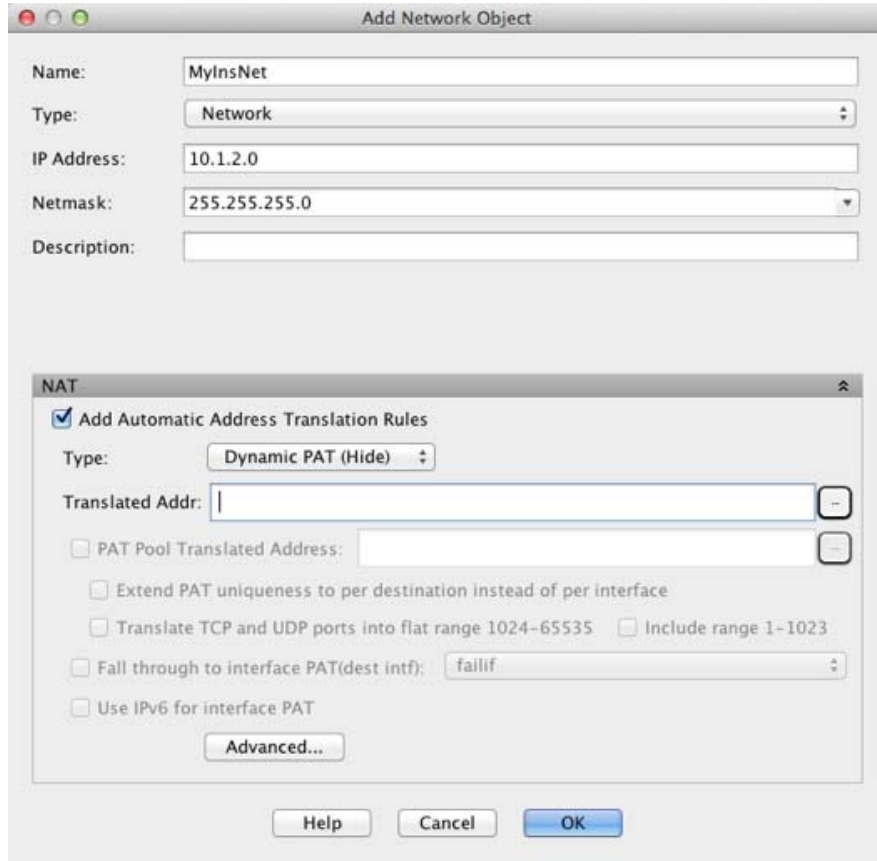 Add Network Object
Name: MyInsNet
Type: Network
IP Address: 10.1.2.0
Netmask: 255.255.255.0
Description:
NAT
Add Automatic Address Translation Rules
Type: Dynamic PAT (Hide)
Translated Addr:
PAT Pool Translated Address:
Extend PAT uniqueness to per destination instead of per interface
Translate TCP and UDP ports into flat range 1024-65535 Include range 1-1023
Fall through to interface PAT(dest intf): failif
Use IPv6 for interface PAT
Advanced...
Help Cancel OK